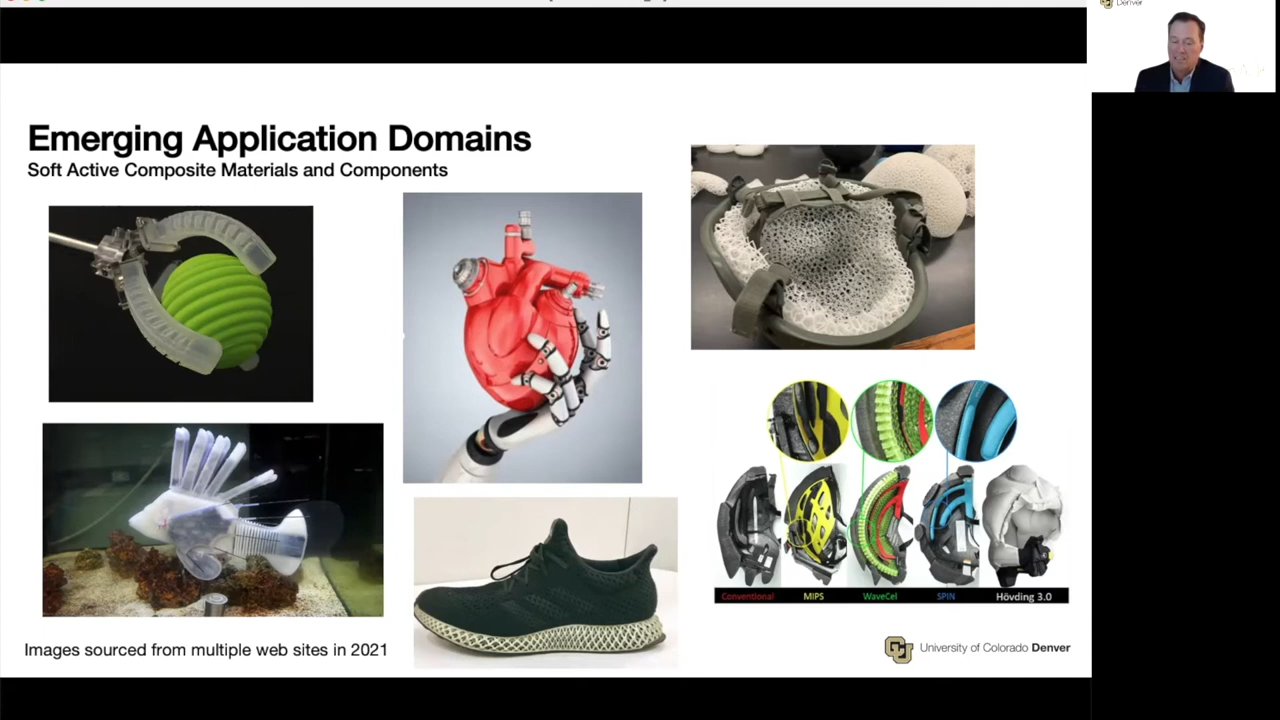 Denver
Emerging Application Domains
Soft Active Composite Materials and Components
Conventional
MIPS
WaveCel
SPIN
Hövding 3.0
Images sourced from multiple web sites in 2021
University of Colorado Denver